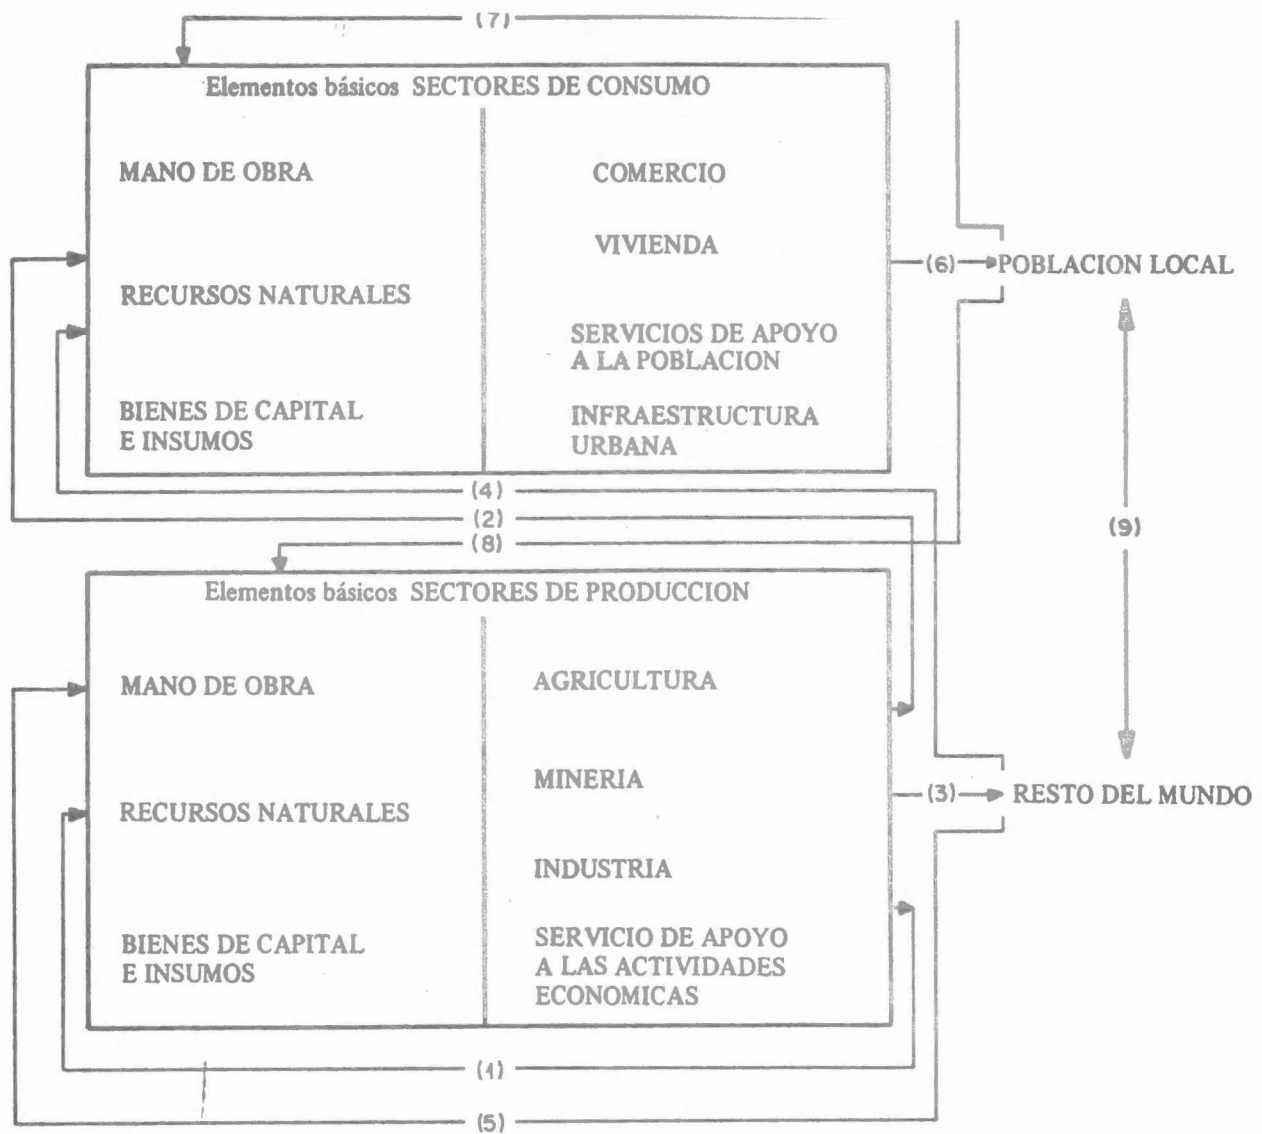 (7)
Elementos básicos SECTORES DE CONSUMO
MANO DE OBRA
COMERCIO
VIVIENDA
(6)
POBLACION LOCAL
RECURSOS NATURALES
SERVICIOS DE APOYO
A LA POBLACION
BIENES DE CAPITAL
E INSUMOS
INFRAESTRUCTURA
URBANA
(4)
(2)
(8)
(9)
Elementos básicos SECTORES DE PRODUCCION
MANO DE OBRA
AGRICULTURA
MINERIA
(3)
RESTO DEL MUNDO
RECURSOS NATURALES
INDUSTRIA
BIENES DE CAPITAL
E INSUMOS
SERVICIO DE APOYO
A LAS ACTIVIDADES
ECONOMICAS
(1)
(5)